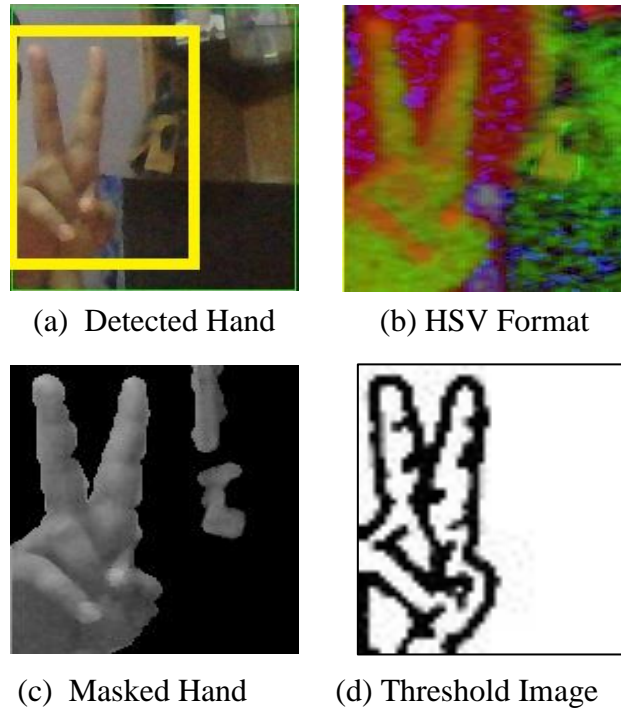 (a) Detected Hand
(b) HSV Format
(c) Masked Hand
(d) Threshold Image